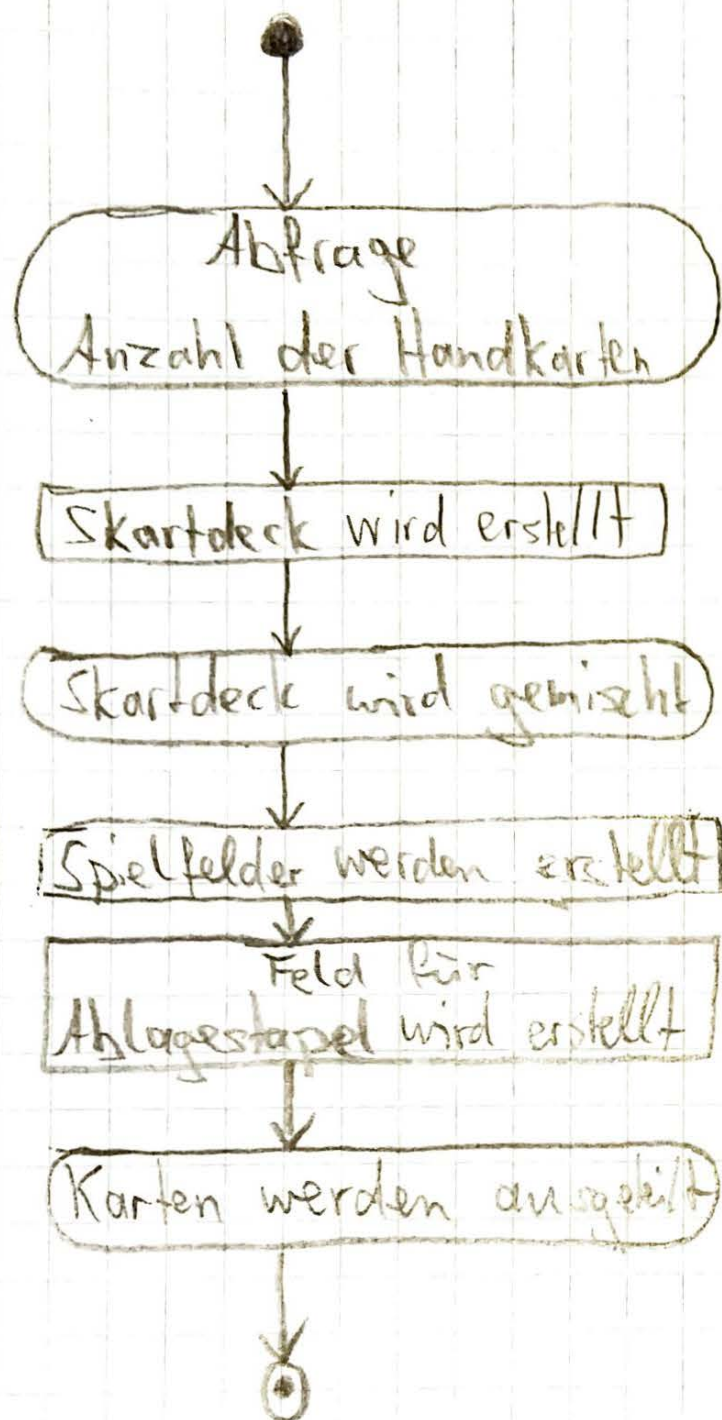 Abfrage
Anzahl der Handkarten
Skartdeck wird erstellt
Skartdeck wird gemischt
Spielfelder werden erstellt
Feld für
Ablagestapel wird erstellt
Karten werden ausgeteilt